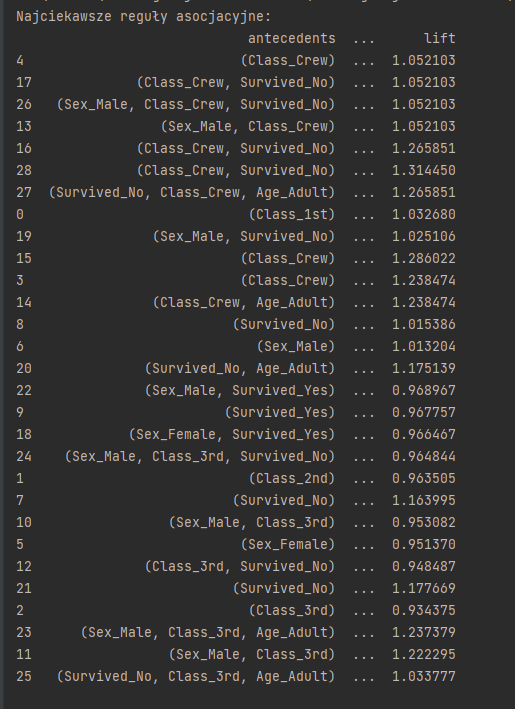 Najciekawsze reguły asocjacyjne:
antecedents ... lift
4 (Class_Crew) ... 1.052103
17 (Class_Crew, Survived_No) ... 1.052103
26 (Sex_Male, Class_Crew, Survived_No) ... 1.052103
13 (Sex_Male, Class_Crew) ... 1.052103
16 (Class_Crew, Survived_No) ... 1.265851
28 (Class_Crew, Survived_No) ... 1.314450
27 (Survived_No, Class_Crew, Age_Adult) ... 1.265851
0 (Class_1st) ... 1.032680
19 (Sex_Male, Survived_No) ... 1.025106
15 (Class_Crew) ... 1.286022
3 (Class_Crew) ... 1.238474
14 (Class_Crew, Age_Adult) ... 1.238474
8 (Survived_No) ... 1.015386
6 (Sex_Male) ... 1.013204
20 (Survived_No, Age_Adult) ... 1.175139
22 (Sex_Male, Survived_Yes) ... 0.968967
9 (Survived_Yes) ... 0.967757
18 (Sex_Female, Survived_Yes) ... 0.966467
24 (Sex_Male, Class_3rd, Survived_No) ... 0.964844
1 (Class_2nd) ... 0.963505
7 (Survived_No) ... 1.163995
10 (Sex_Male, Class_3rd) ... 0.953082
5 (Sex_Female) ... 0.951370
12 (Class_3rd, Survived_No) ... 0.948487
21 (Survived_No) ... 1.177669
2 (Class_3rd) ... 0.934375
23 (Sex_Male, Class_3rd, Age_Adult) ... 1.237379
11 (Sex_Male, Class_3rd) ... 1.222295
25 (Survived_No, Class_3rd, Age_Adult) ... 1.033777